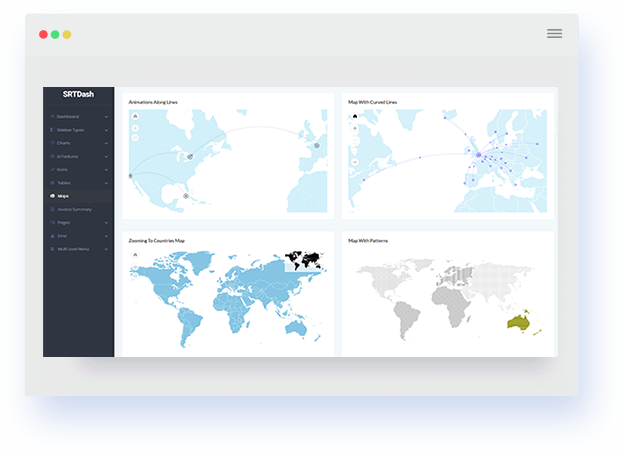 SRTDash
Dashboard
Sidebar Types
Charts
UI Features
Icons
Tables
Maps
Invoice Summary
Pages
Error
Multi Level Menu
Animations Along Lines
Map With Curved Lines
Zooming To Countries Map
Map With Patterns